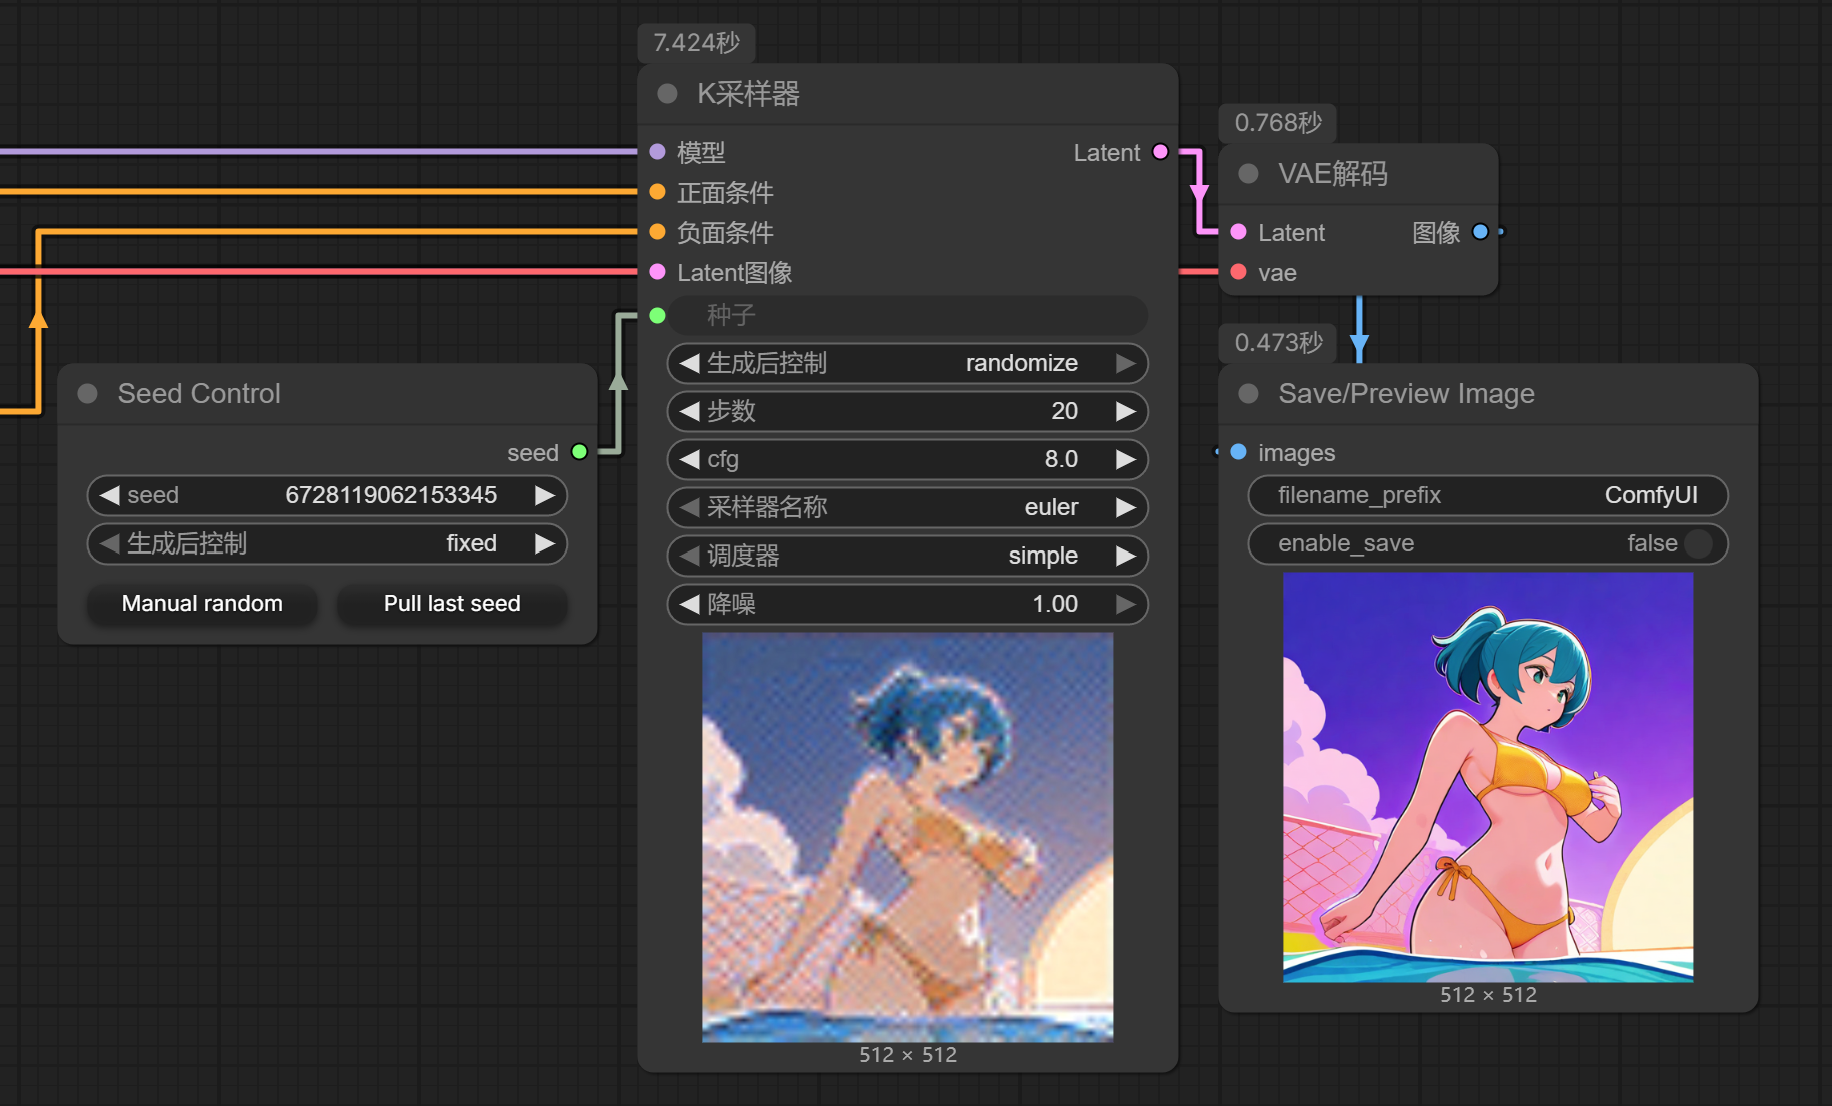 7.424秒
K采样器
模型
Latent
正面条件
负面条件
Latent图像
种子
生成后控制 randomize
步数 20
cfg 8.0
采样器名称 euler
调度器 simple
降噪 1.00
512 × 512
Seed Control
seed
seed 6728119062153345
生成后控制 fixed
Manual random Pull last seed
0.768秒
VAE解码
Latent 图像
vae
0.473秒
Save/Preview Image
images
filename_prefix ComfyUI
enable_save false
512 × 512